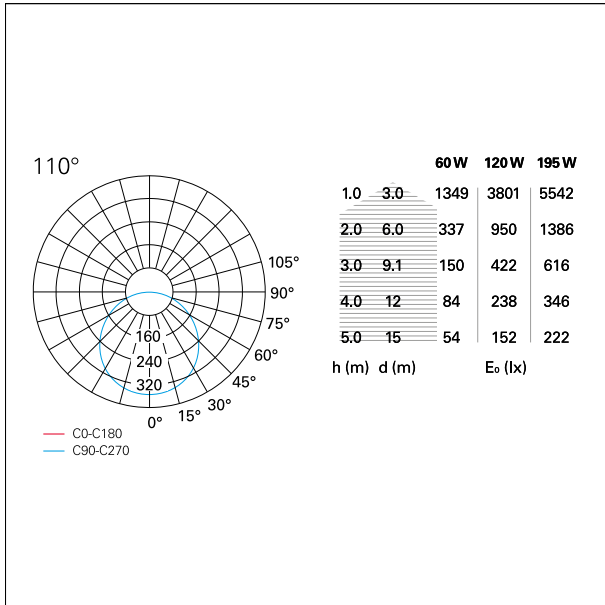 110°
105°
90°
75°
60°
45°
30°
15°
0°
160
240
320
C0-C180
C90-C270
60 W 120 W 195 W
1.0 3.0 1349 3801 5542
2.0 6.0 337 950 1386
3.0 9.1 150 422 616
4.0 12 84 238 346
5.0 15 54 152 222
h (m) d (m) E₀ (lx)